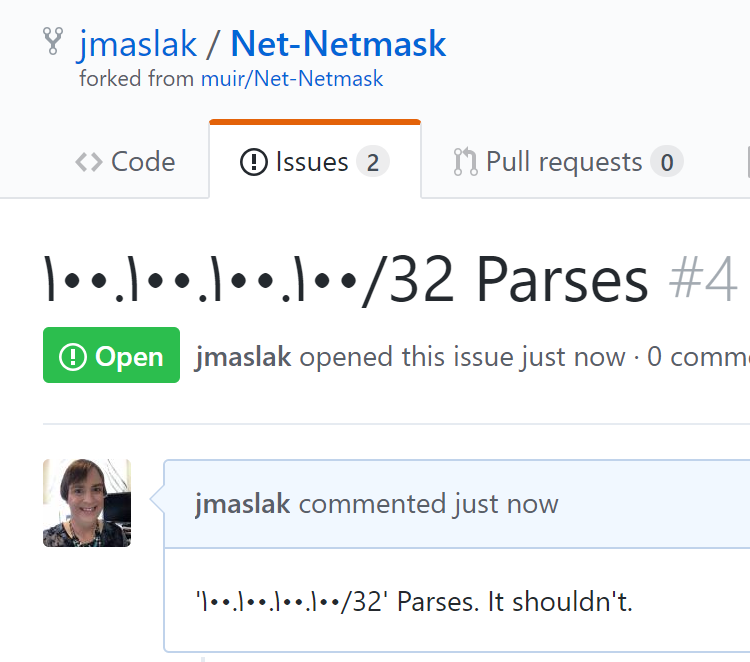 jmaslak / Net-Netmask
forked from muir/Net-Netmask
Code Issues 2 Pull requests 0
١٠٠.١٠٠.١٠٠.١٠٠/32 Parses #4
Open jmaslak opened this issue just now · 0 comme
jmaslak commented just now
'١٠٠.١٠٠.١٠٠.١٠٠/32' Parses. It shouldn't.